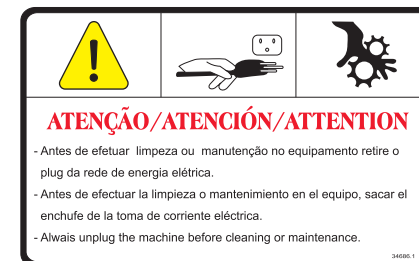 ATENÇÃO/ATENCIÓN/ATTENTION
- Antes de efetuar limpeza ou manutenção no equipamento retire o
plug da rede de energia elétrica.
- Antes de efectuar la limpieza o mantenimiento en el equipo, sacar el
enchufe de la toma de corriente eléctrica.
- Alwais unplug the machine before cleaning or maintenance.
34686.1